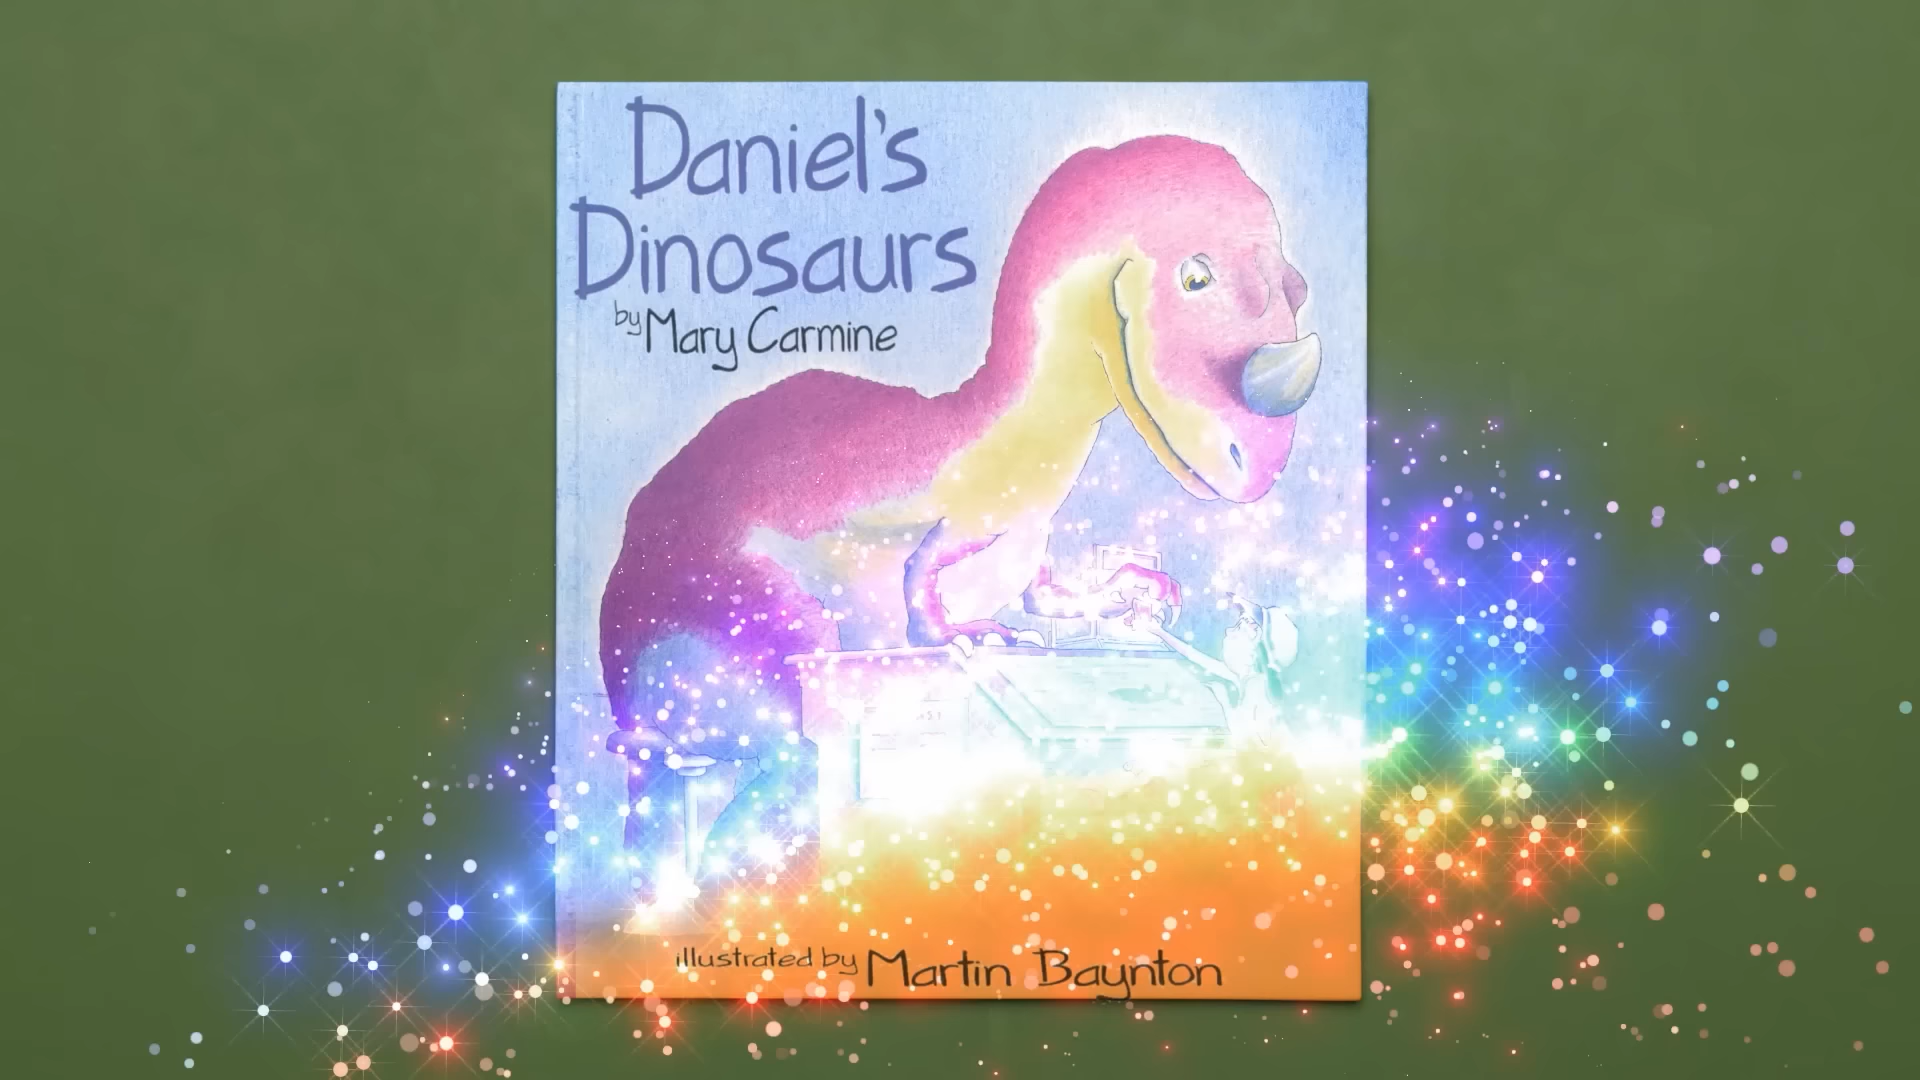 Daniel's
Dinosaurs
by Mary Carmine
illustrated by Martin Baynton